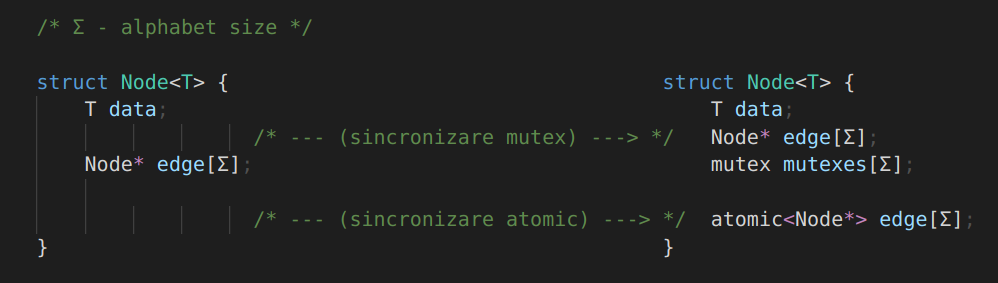 /* Σ - alphabet size */
struct Node<T> { struct Node<T> {
T data; T data;
/* --- (sincronizare mutex) ---> */ Node* edge[Σ];
Node* edge[Σ]; mutex mutexes[Σ];
/* --- (sincronizare atomic) ---> */ atomic<Node*> edge[Σ];
} }